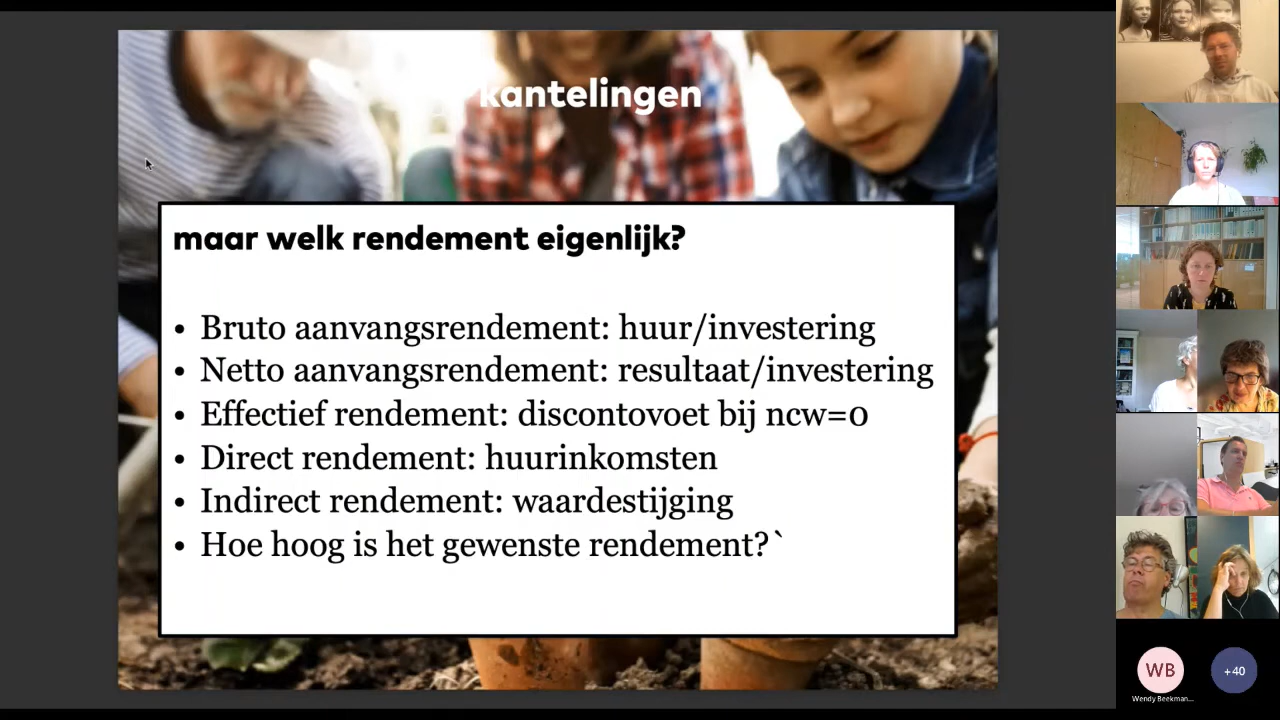 kantelingen
maar welk rendement eigenlijk?
• Bruto aanvangsrendement: huur/investering
• Netto aanvangsrendement: resultaat/investering
• Effectief rendement: discontovoet bij ncw=0
• Direct rendement: huurinkomsten
• Indirect rendement: waardestijging
• Hoe hoog is het gewenste rendement?`
WB
+40
Wendy Beekman...